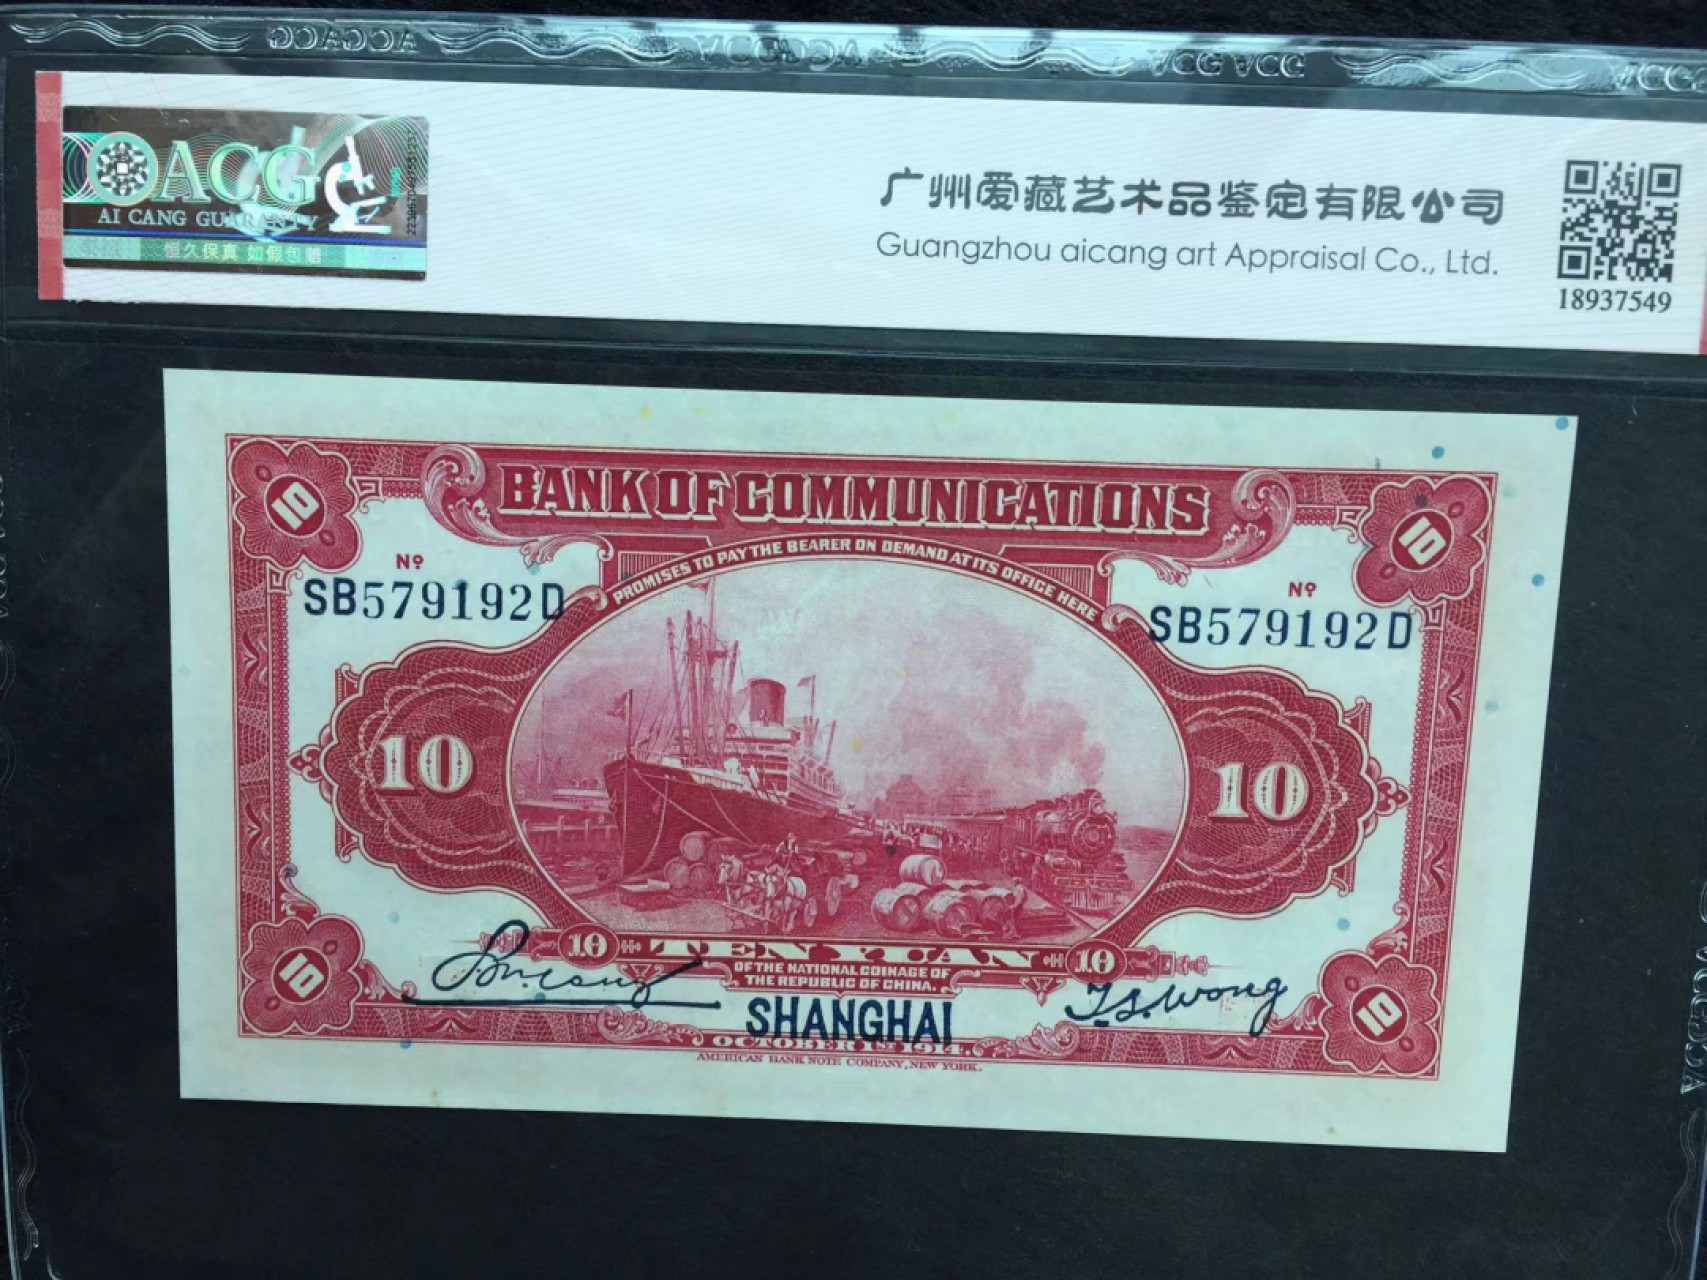 ACG
AI CANG GUARANTY
恒久保真 如假包赔
广州爱藏艺术品鉴定有限公司
Guangzhou aicang art Appraisal Co., Ltd.
18937549
10
BANK OF COMMUNICATIONS
10
PROMISES TO PAY THE BEARER ON DEMAND AT ITS OFFICE HERE
Nº
SB579192D
Nº
SB579192D
10
10
10 TEN YUAN 10
OF THE NATIONAL COINAGE OF
THE REPUBLIC OF CHINA.
T.S. Wong
10
SHANGHAI
10
OCTOBER 1ST 1914.
AMERICAN BANK NOTE COMPANY, NEW YORK.